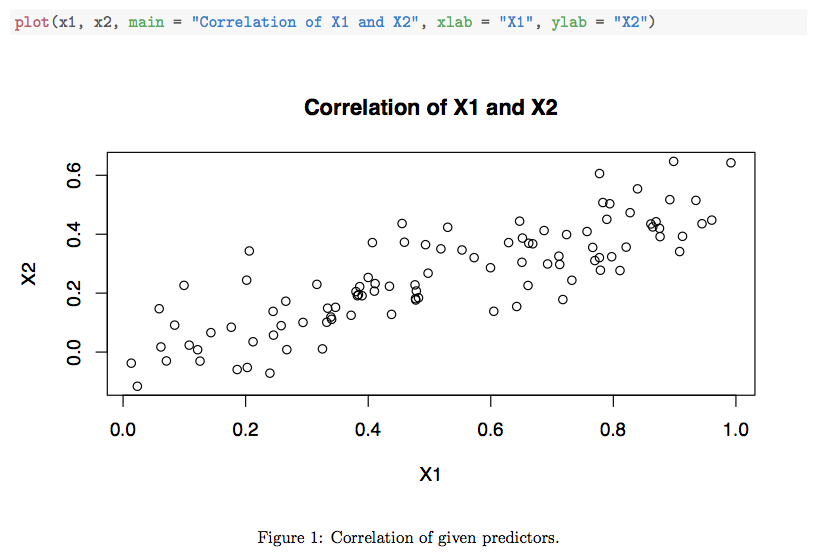 plot(x1, x2, main = "Correlation of X1 and X2", xlab = "X1", ylab = "X2")
Correlation of X1 and X2
0.6
0.4
0.2
0.0
X2
0.0 0.2 0.4 0.6 0.8 1.0
X1
Figure 1: Correlation of given predictors.